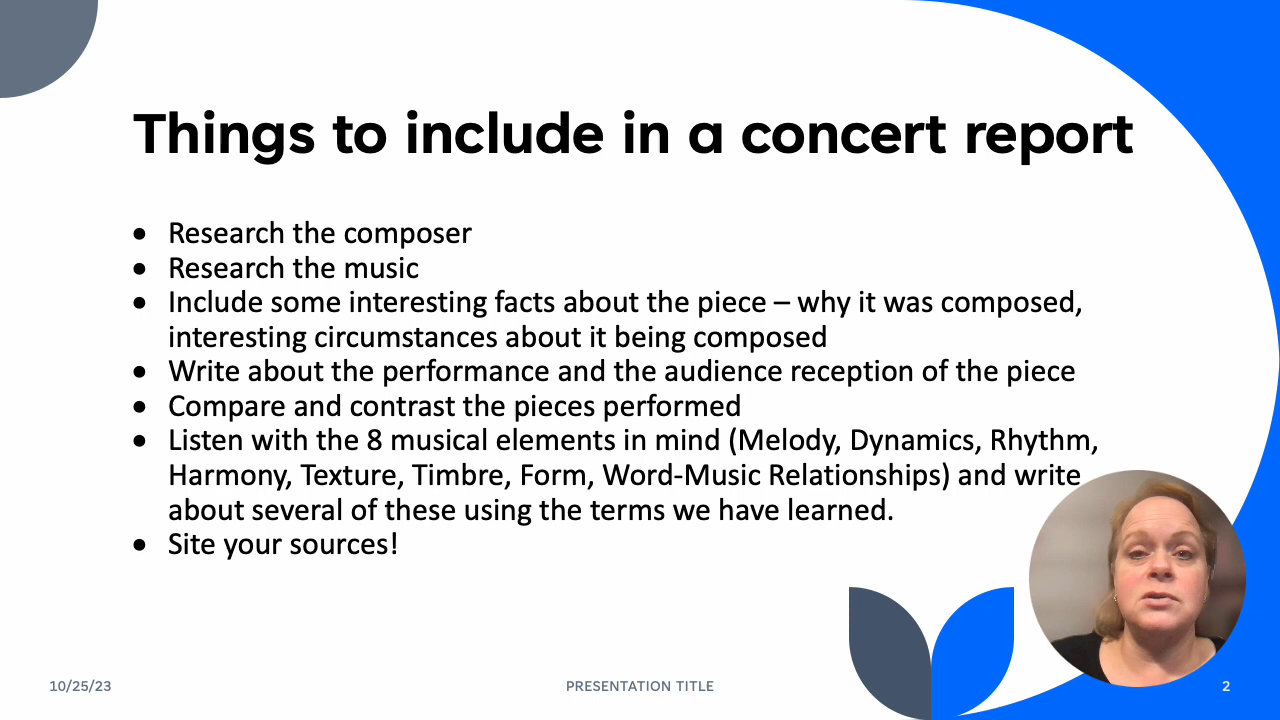 Things to include in a concert report
• Research the composer
• Research the music
• Include some interesting facts about the piece – why it was composed,
interesting circumstances about it being composed
• Write about the performance and the audience reception of the piece
• Compare and contrast the pieces performed
• Listen with the 8 musical elements in mind (Melody, Dynamics, Rhythm,
Harmony, Texture, Timbre, Form, Word-Music Relationships) and write
about several of these using the terms we have learned.
• Site your sources!
10/25/23
PRESENTATION TITLE
2